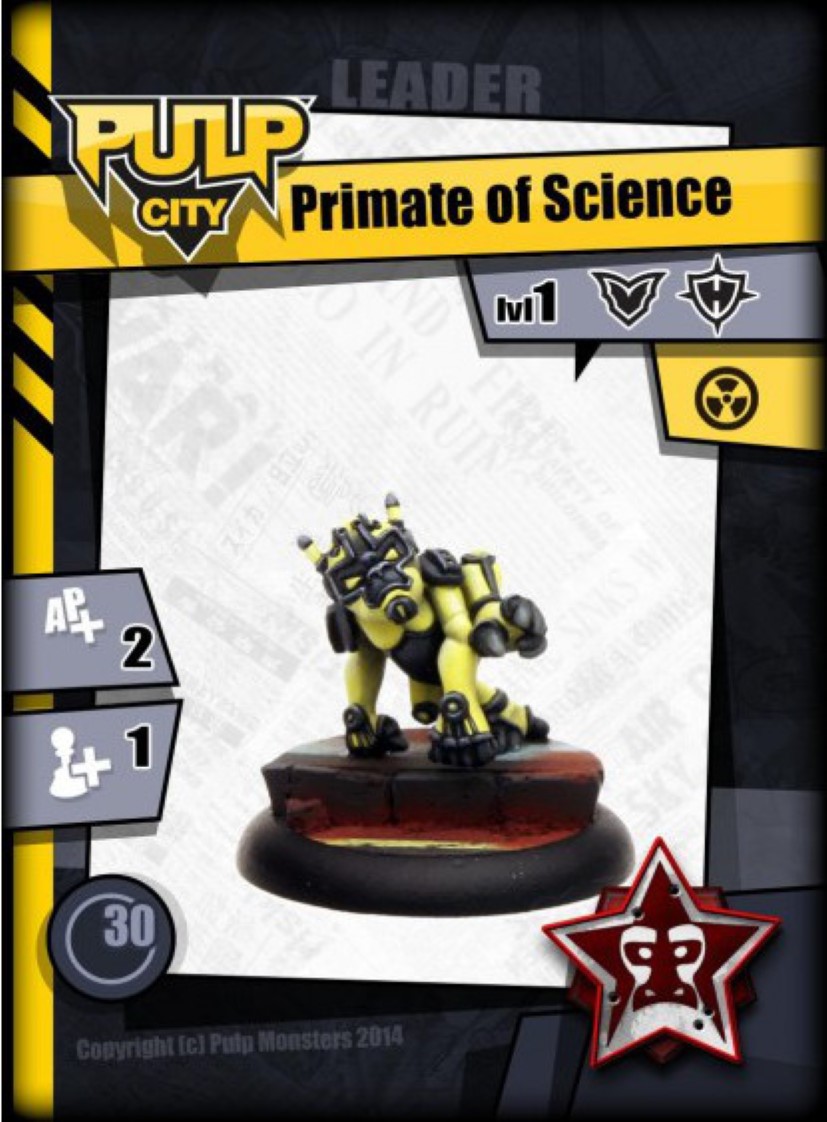 LEADER
PULP
CITY
Primate of Science
lvl1
AP+ 2
+ 1
30
Copyright (c) Pulp Monsters 2014